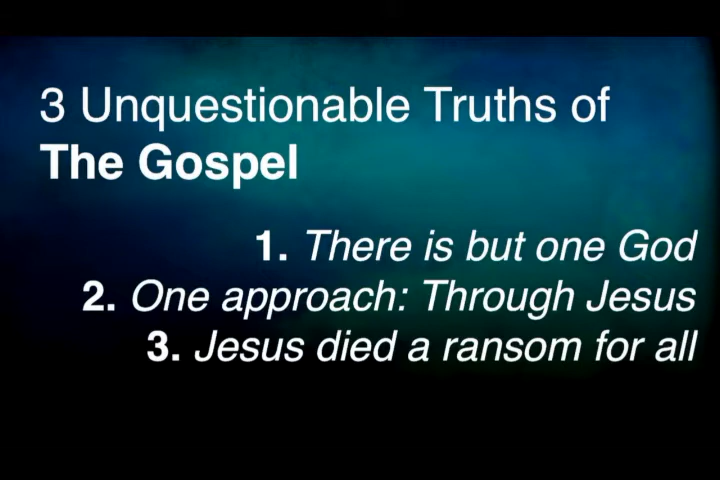 3 Unquestionable Truths of
The Gospel
1. There is but one God
2. One approach: Through Jesus
3. Jesus died a ransom for all